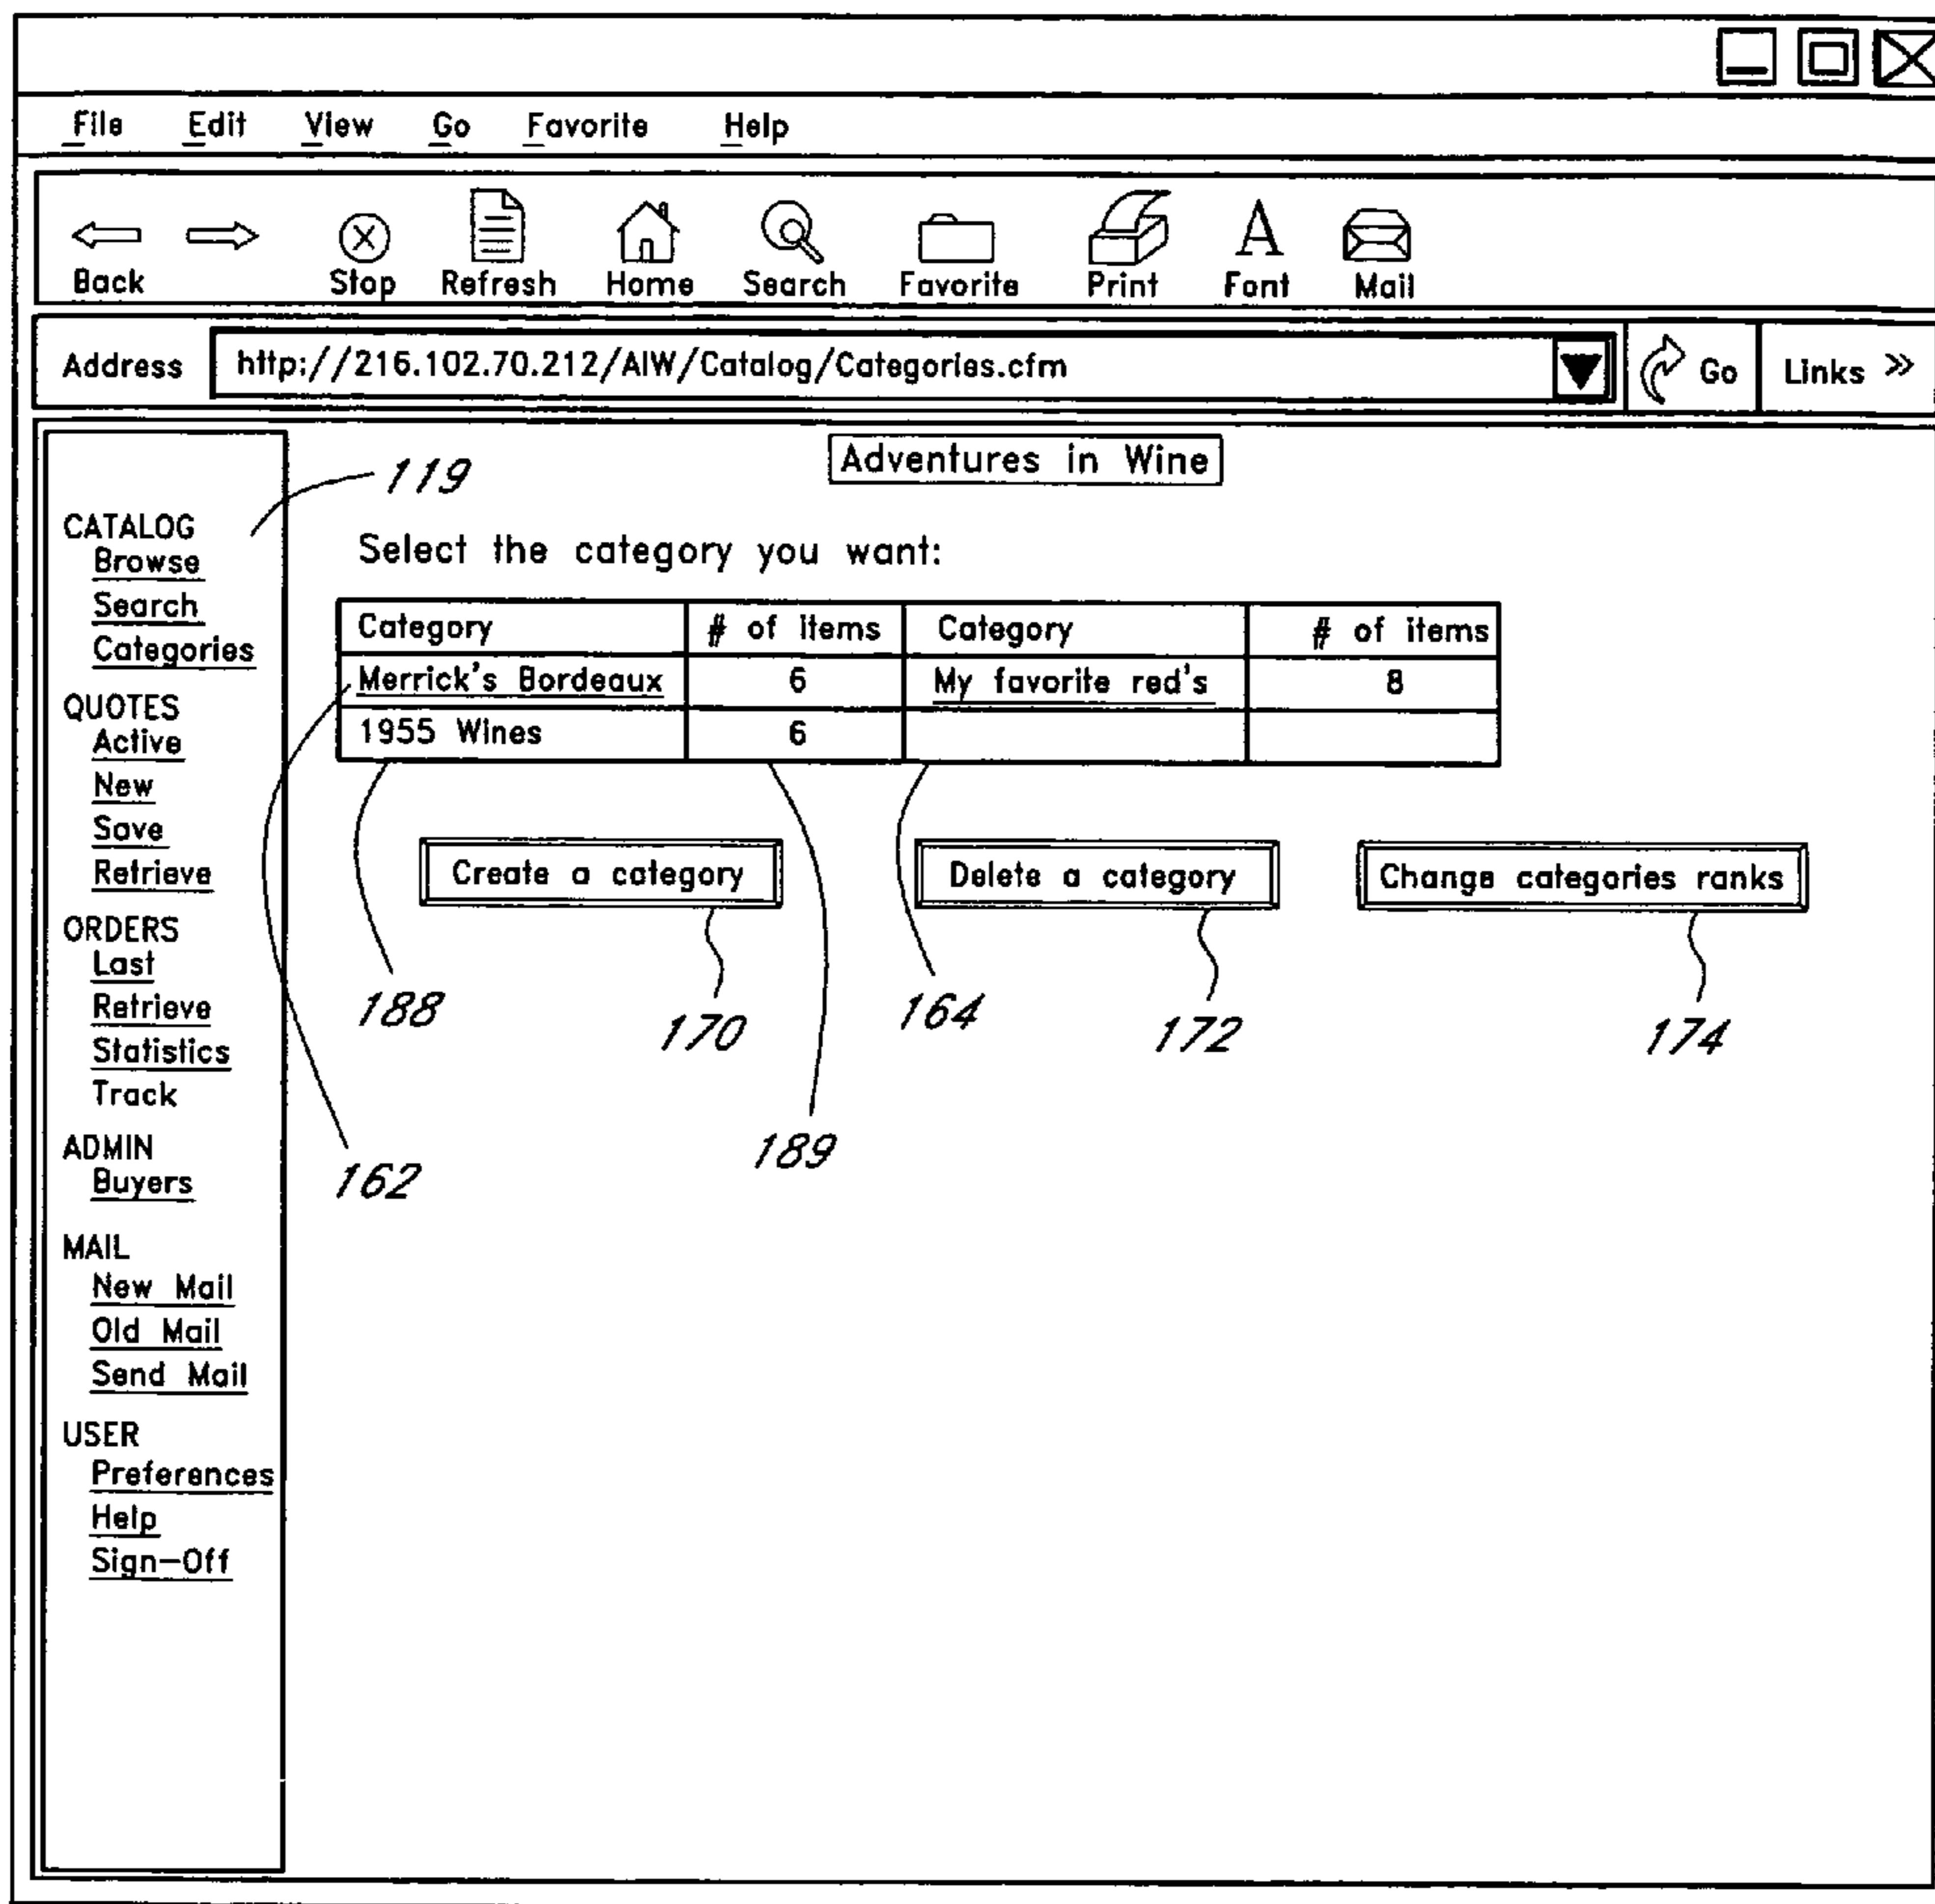 File Edit View Go Favorite Help
Back Stop Refresh Home Search Favorite Print Font Mail
Address http://216.102.70.212/AIW/Catalog/Categories.cfm Go Links »
Adventures in Wine
119
CATALOG
Browse
Search
Categories
QUOTES
Active
New
Save
Retrieve
ORDERS
Last
Retrieve
Statistics
Track
ADMIN
Buyers
MAIL
New Mail
Old Mail
Send Mail
USER
Preferences
Help
Sign-Off
Select the category you want:
Category # of items Category # of items
Merrick's Bordeaux 6 My favorite red's 8
1955 Wines 6
Create a category Delete a category Change categories ranks
188 170 164 172 174
162 189